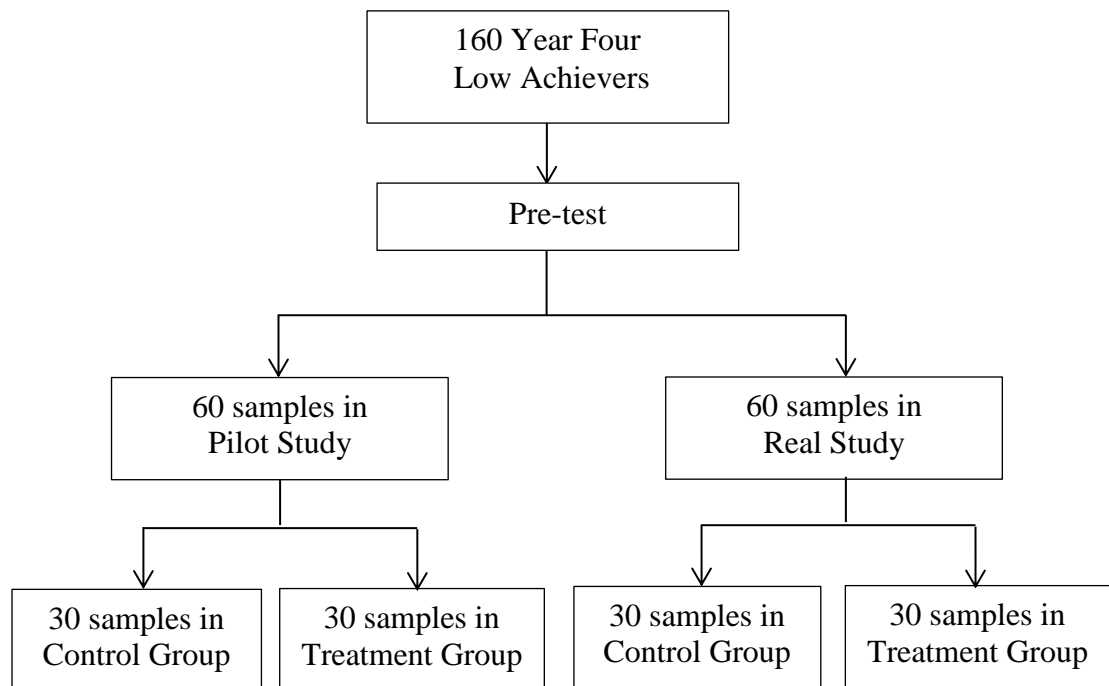 160 Year Four
Low Achievers
Pre-test
60 samples in
Pilot Study
60 samples in
Real Study
30 samples in
Control Group
30 samples in
Treatment Group
30 samples in
Control Group
30 samples in
Treatment Group